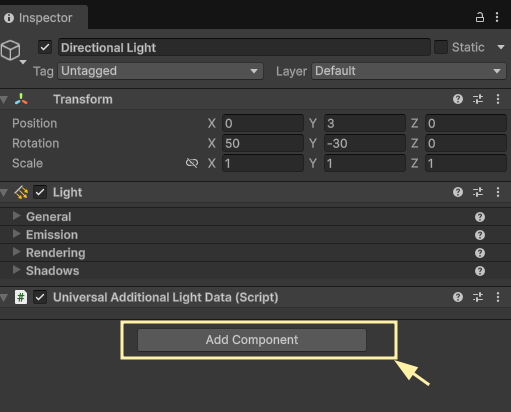 Inspector
Directional Light Static
Tag Untagged Layer Default
Transform
Position X 0 Y 3 Z 0
Rotation X 50 Y -30 Z 0
Scale X 1 Y 1 Z 1
Light
General
Emission
Rendering
Shadows
# Universal Additional Light Data (Script)
Add Component